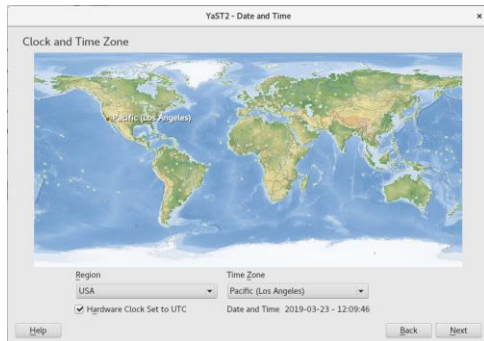 YaST2 - Date and Time
Clock and Time Zone
Pacific (Los Angeles)
Region
Time Zone
USA
Pacific (Los Angeles)
Hardware Clock Set to UTC
Date and Time 2019-03-23 - 12:09:46
Help
Back
Next